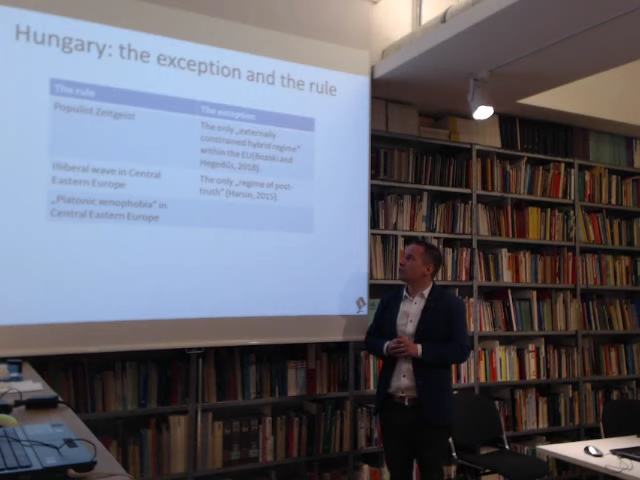 Hungary: the exception and the rule
The rule
The exception
Populist Zeitgeist
The only „externally
constrained hybrid regime"
within the EU(Bozóki and
Hegedűs, 2018).
Illiberal wave in Central
Eastern Europe
The only „regime of post-
truth" (Harsin, 2015)
„Platonic xenophobia" in
Central Eastern Europe